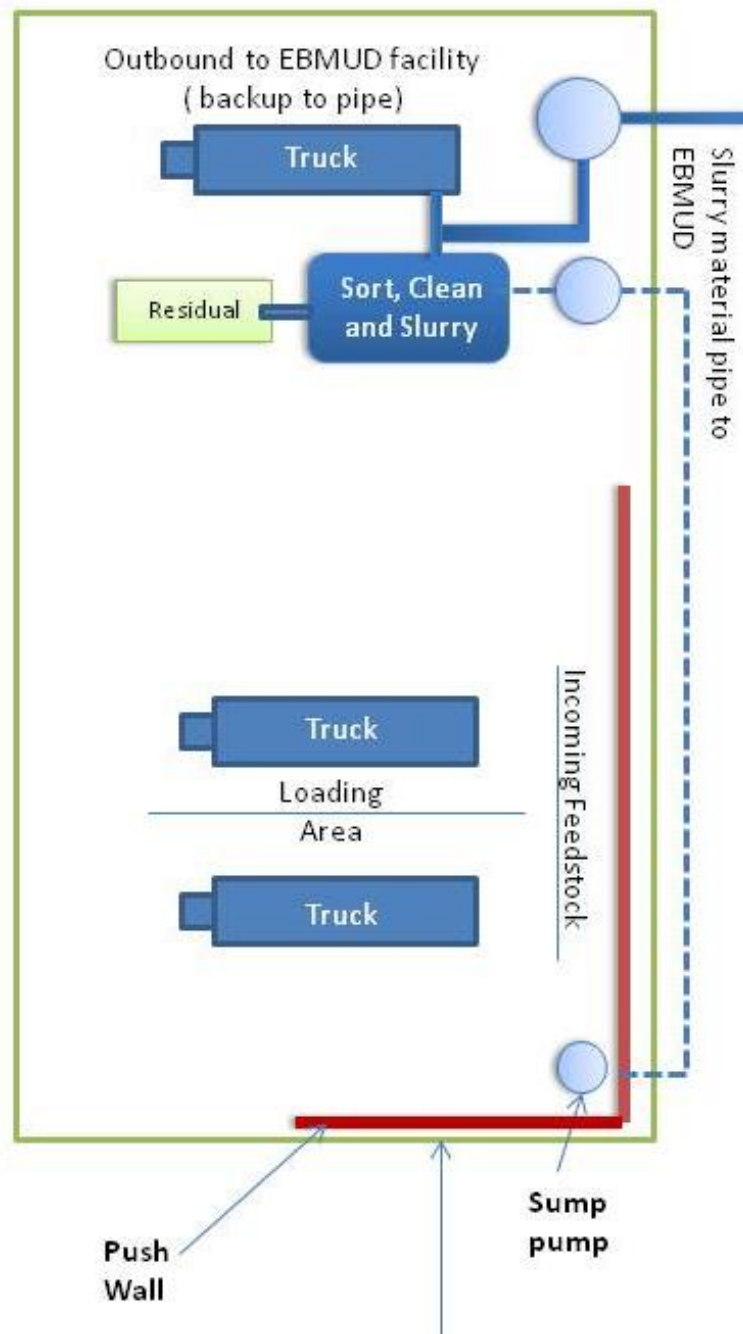 Outbound to EBMUD facility
( backup to pipe)
Truck
Slurry material pipe to
EBMUD
Sort, Clean
and Slurry
Residual
Incoming Feedstock
Truck
Loading
Area
Truck
Sump
pump
Push
Wall